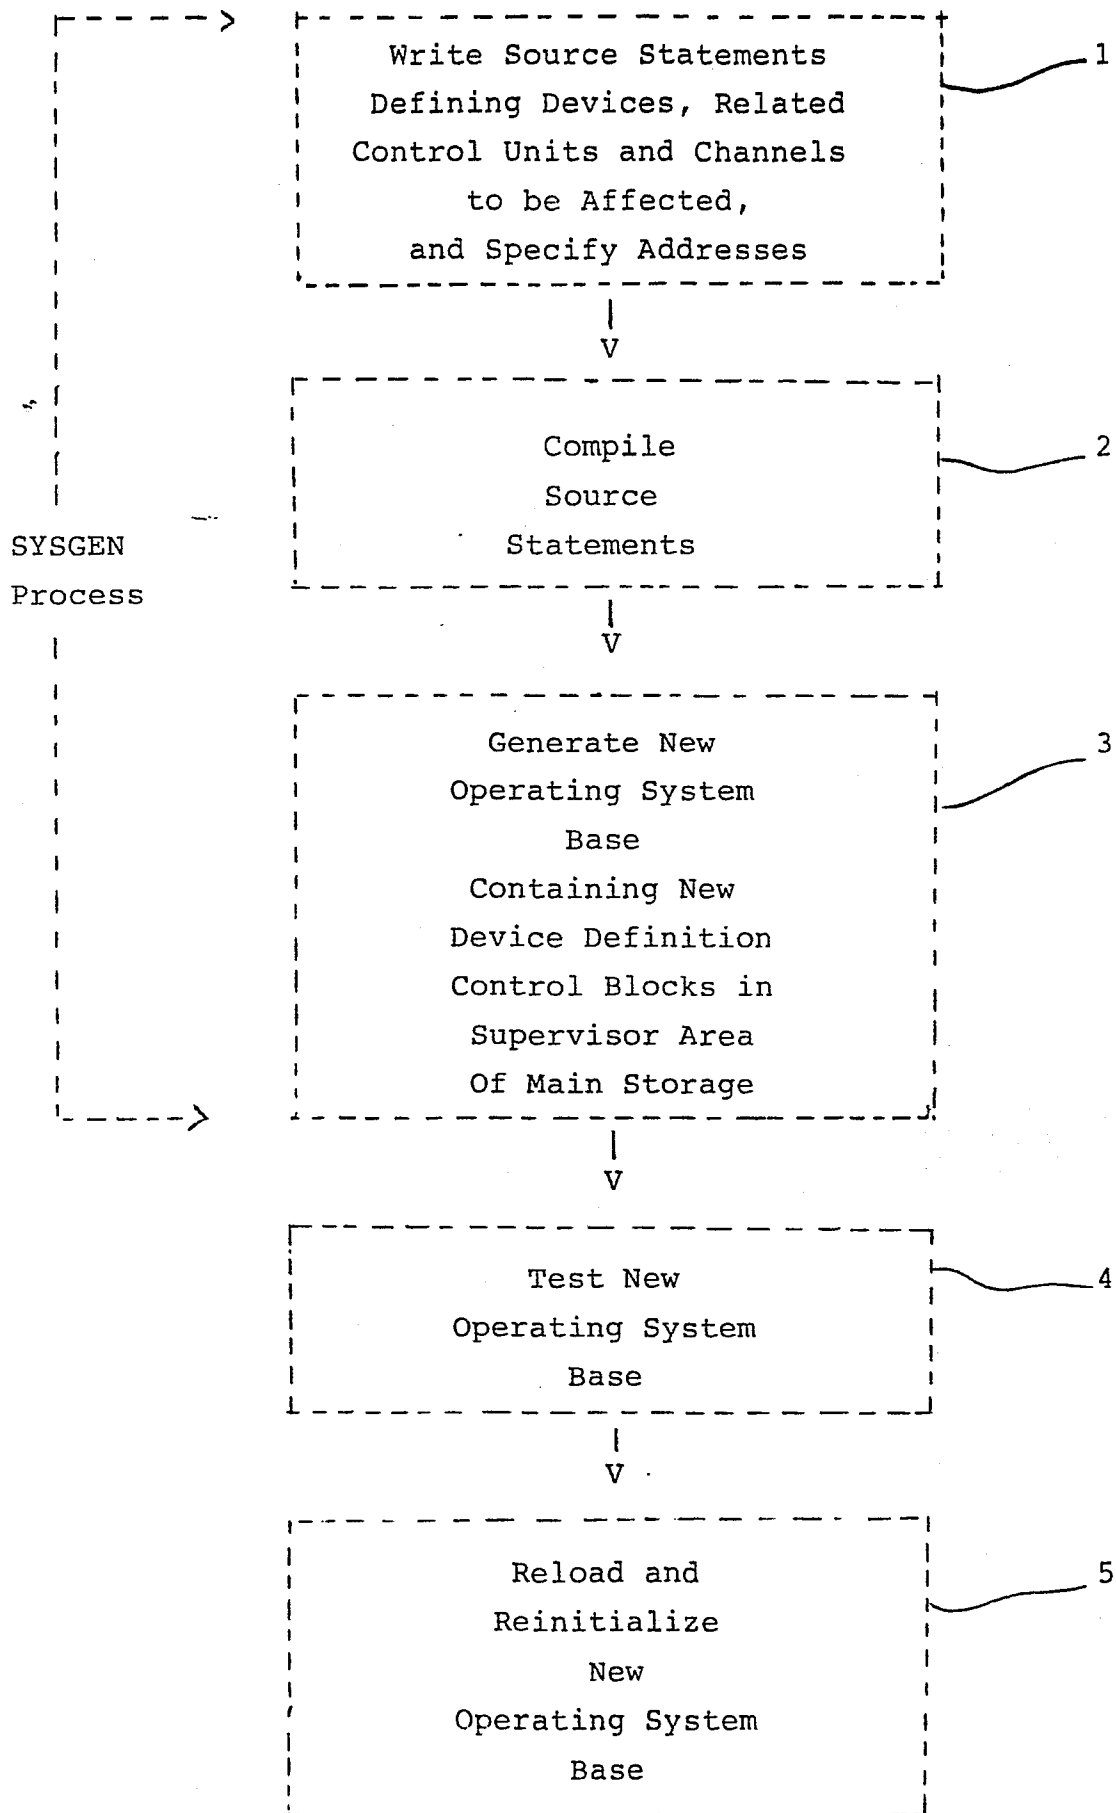 Write Source Statements
Defining Devices, Related
Control Units and Channels
to be Affected,
and Specify Addresses
1
V
Compile
Source
Statements
2
SYSGEN
Process
V
Generate New
Operating System
Base
Containing New
Device Definition
Control Blocks in
Supervisor Area
Of Main Storage
3
V
Test New
Operating System
Base
4
V
Reload and
Reinitialize
New
Operating System
Base
5